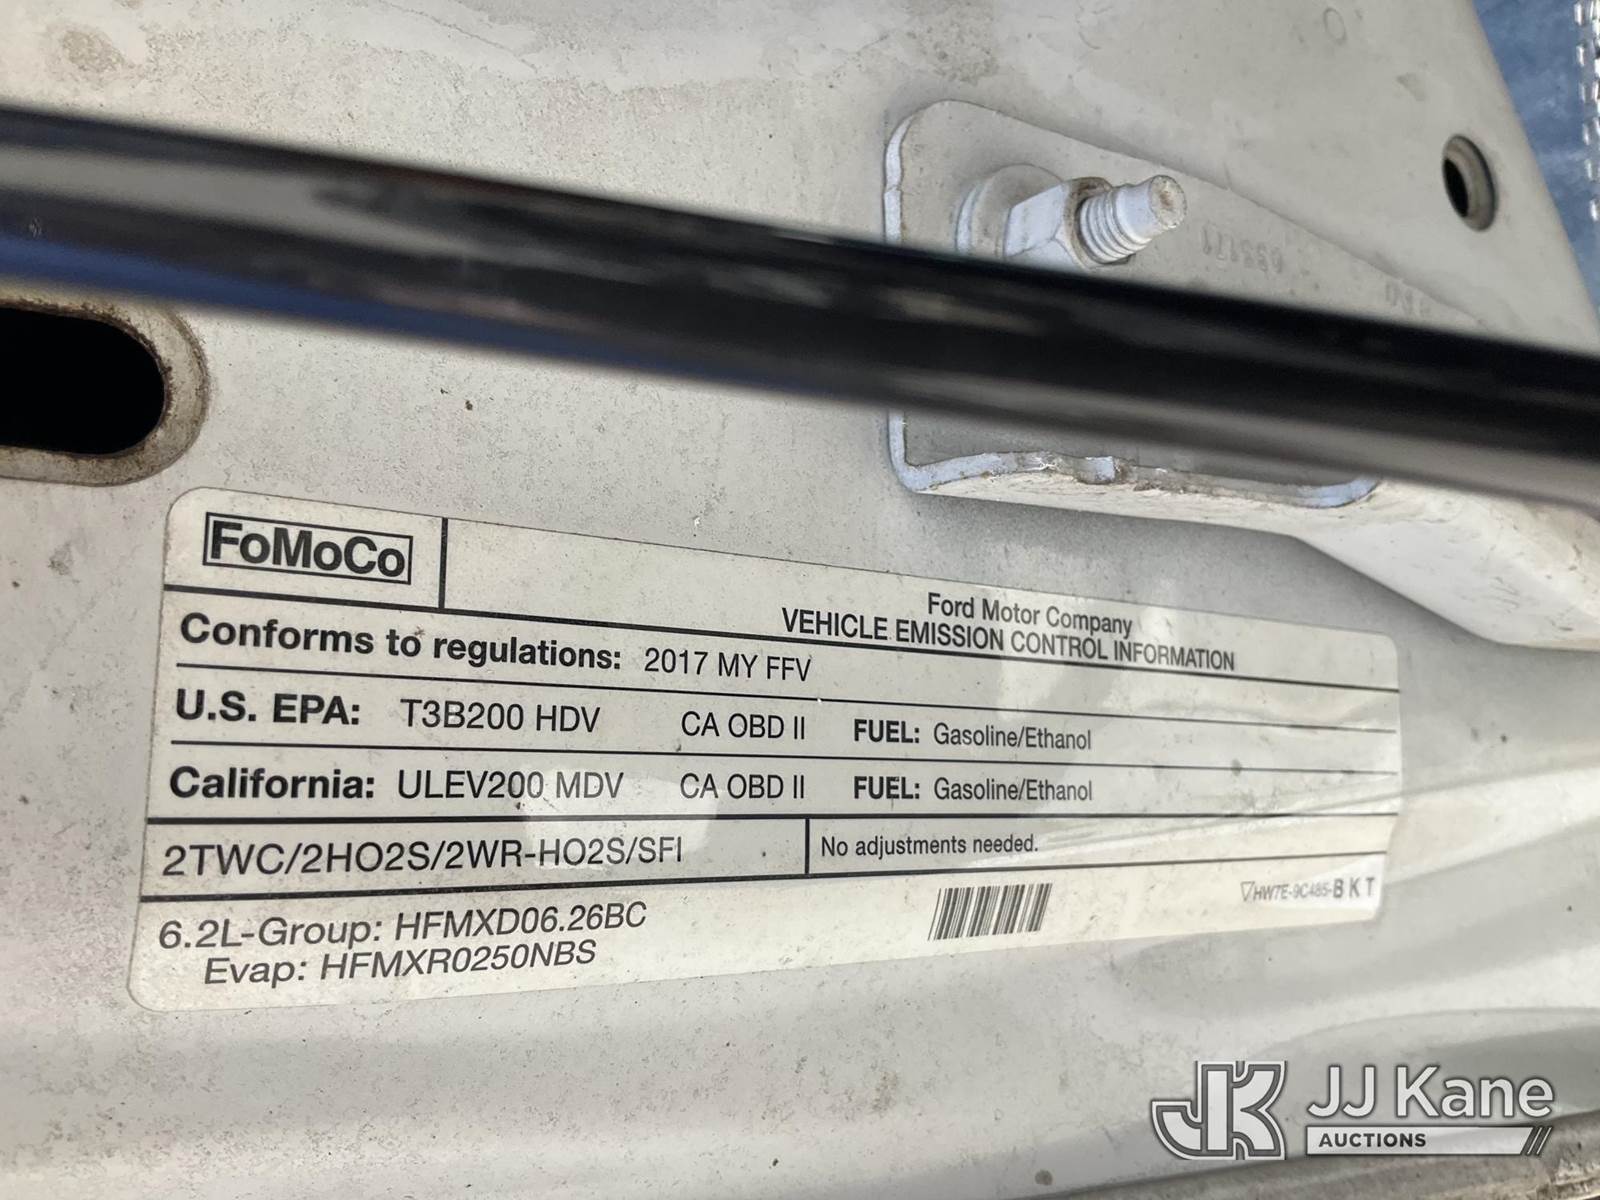 FoMoCo
Ford Motor Company
VEHICLE EMISSION CONTROL INFORMATION
Conforms to regulations: 2017 MY FFV
U.S. EPA: T3B200 HDV CA OBD II FUEL: Gasoline/Ethanol
California: ULEV200 MDV CA OBD II FUEL: Gasoline/Ethanol
2TWC/2HO2S/2WR-HO2S/SFI No adjustments needed.
6.2L-Group: HFMXD06.26BC
Evap: HFMXR0250NBS
HW7E-9C485-B K T
JK JJ Kane
AUCTIONS